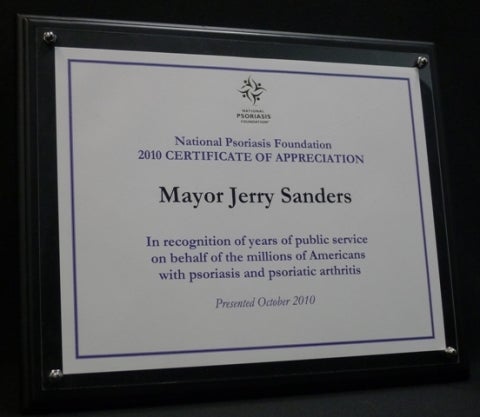 NATIONAL
PSORIASIS
FOUNDATION
National Psoriasis Foundation
2010 CERTIFICATE OF APPRECIATION
Mayor Jerry Sanders
In recognition of years of public service
on behalf of the millions of Americans
with psoriasis and psoriatic arthritis
Presented October 2010